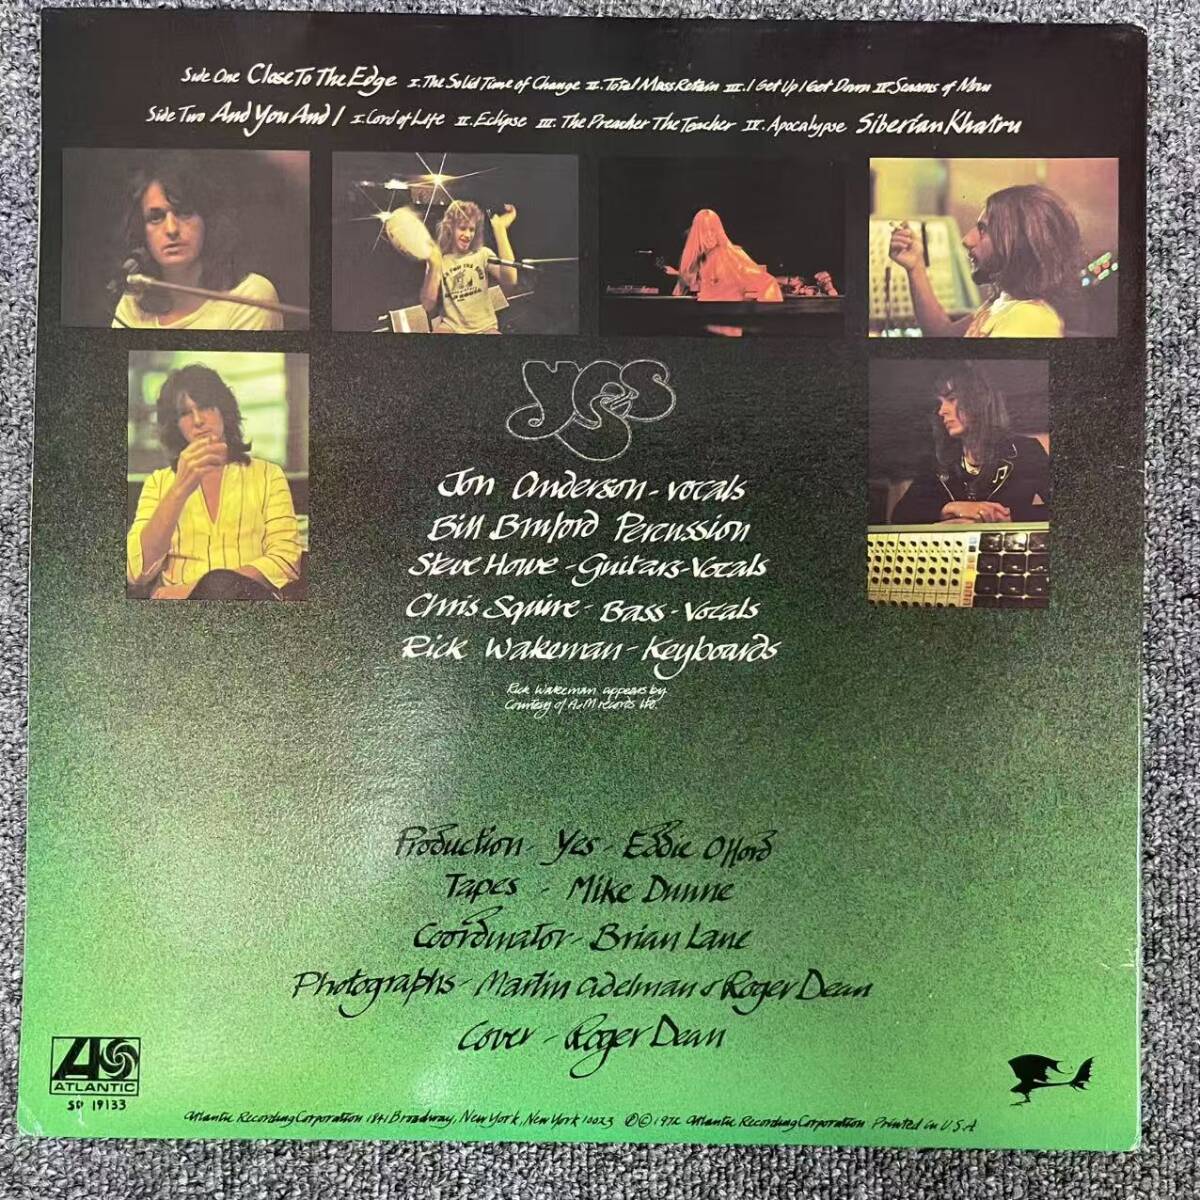 Side One Close To The Edge I. The Solid Time of Change II. Total Mass Retain III. I Get Up I Get Down IV. Seasons of Man
Side Two And You And I I. Cord of Life II. Eclipse III. The Preacher The Teacher IV. Apocalypse Siberian Khatru
yes
Jon Anderson - vocals
Bill Bruford Percussion
Steve Howe - Guitars - Vocals
Chris Squire - Bass - Vocals
Rick Wakeman - Keyboards
Rick Wakeman appears by
Courtesy of A&M records ltd.
Production - Yes - Eddie Offord
Tapes - Mike Dunne
Coordinator - Brian Lane
Photographs - Martin Adelman & Roger Dean
Cover - Roger Dean
ATLANTIC
SD 19133
Atlantic Recording Corporation 1841 Broadway, New York, New York 10023 ℗ © 1972 Atlantic Recording Corporation Printed in U.S.A